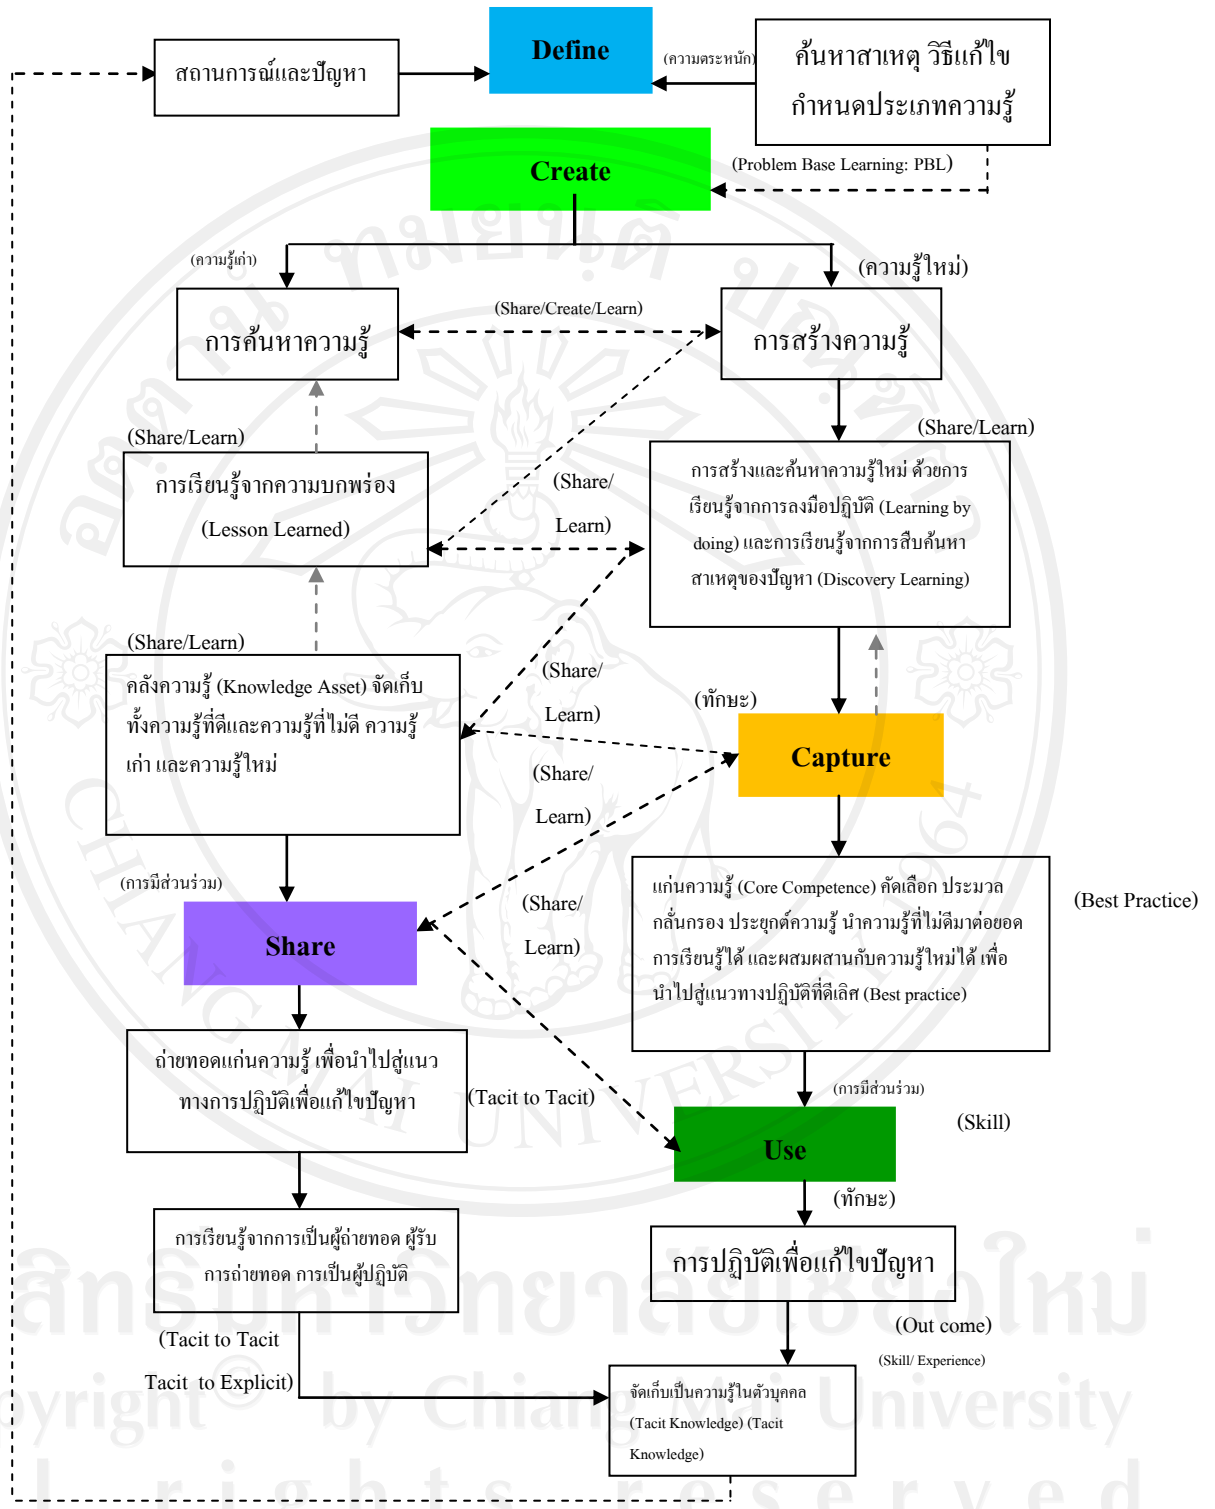 Define
สถานการณ์และปัญหา
(ความตระหนัก)
ค้นหาสาเหตุ วิธีแก้ไข
กำหนดประเภทความรู้
Create
(Problem Base Learning: PBL)
(ความรู้เก่า)
(ความรู้ใหม่)
การค้นหาความรู้
(Share/Create/Learn)
การสร้างความรู้
(Share/Learn)
(Share/Learn)
การเรียนรู้จากความบกพร่อง
(Lesson Learned)
(Share/
Learn)
การสร้างและค้นหาความรู้ใหม่ ด้วยการ
เรียนรู้จากการลงมือปฏิบัติ (Learning by
doing) และการเรียนรู้จากการสืบค้นหา
สาเหตุของปัญหา (Discovery Learning)
(Share/Learn)
คลังความรู้ (Knowledge Asset) จัดเก็บ
ทั้งความรู้ที่ดีและความรู้ที่ไม่ดี ความรู้
เก่า และความรู้ใหม่
(Share/
Learn)
(ทักษะ)
Capture
(Share/
Learn)
(การมีส่วนร่วม)
Share
(Share/
Learn)
แก่นความรู้ (Core Competence) คัดเลือก ประมวล
กลั่นกรอง ประยุกต์ความรู้ นำความรู้ที่ไม่ดีมาต่อยอด
การเรียนรู้ได้ และผสมผสานกับความรู้ใหม่ได้ เพื่อ
นำไปสู่แนวทางปฏิบัติที่ดีเลิศ (Best practice)
(Best Practice)
ถ่ายทอดแก่นความรู้ เพื่อนำไปสู่แนว
ทางการปฏิบัติเพื่อแก้ไขปัญหา
(Tacit to Tacit)
(การมีส่วนร่วม)
(Skill)
Use
(ทักษะ)
การเรียนรู้จากการเป็นผู้ถ่ายทอด ผู้รับ
การถ่ายทอด การเป็นผู้ปฏิบัติ
การปฏิบัติเพื่อแก้ไขปัญหา
(Tacit to Tacit
Tacit to Explicit)
(Out come)
(Skill/ Experience)
จัดเก็บเป็นความรู้ในตัวบุคคล
(Tacit Knowledge) (Tacit
Knowledge)
CHIANG MAI UNIVERSITY 1964
by Chiang Mai University
rights reserved